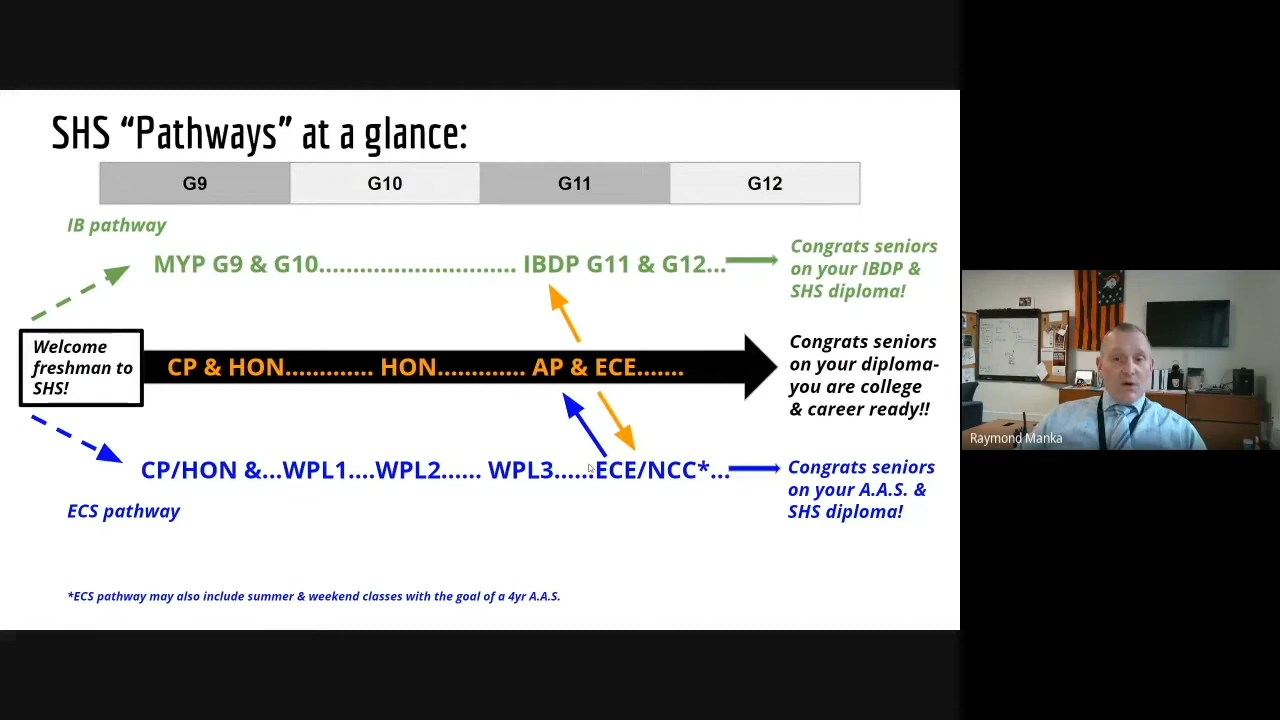 SHS “Pathways” at a glance:
G9 G10 G11 G12
IB pathway
MYP G9 & G10............................. IBDP G11 & G12...
Congrats seniors
on your IBDP &
SHS diploma!
Welcome
freshman to
SHS!
CP & HON............. HON............. AP & ECE.......
Congrats seniors
on your diploma-
you are college
& career ready!!
CP/HON &...WPL1....WPL2...... WPL3......ECE/NCC*...
Congrats seniors
on your A.A.S. &
SHS diploma!
ECS pathway
*ECS pathway may also include summer & weekend classes with the goal of a 4yr A.A.S.
Raymond Manka